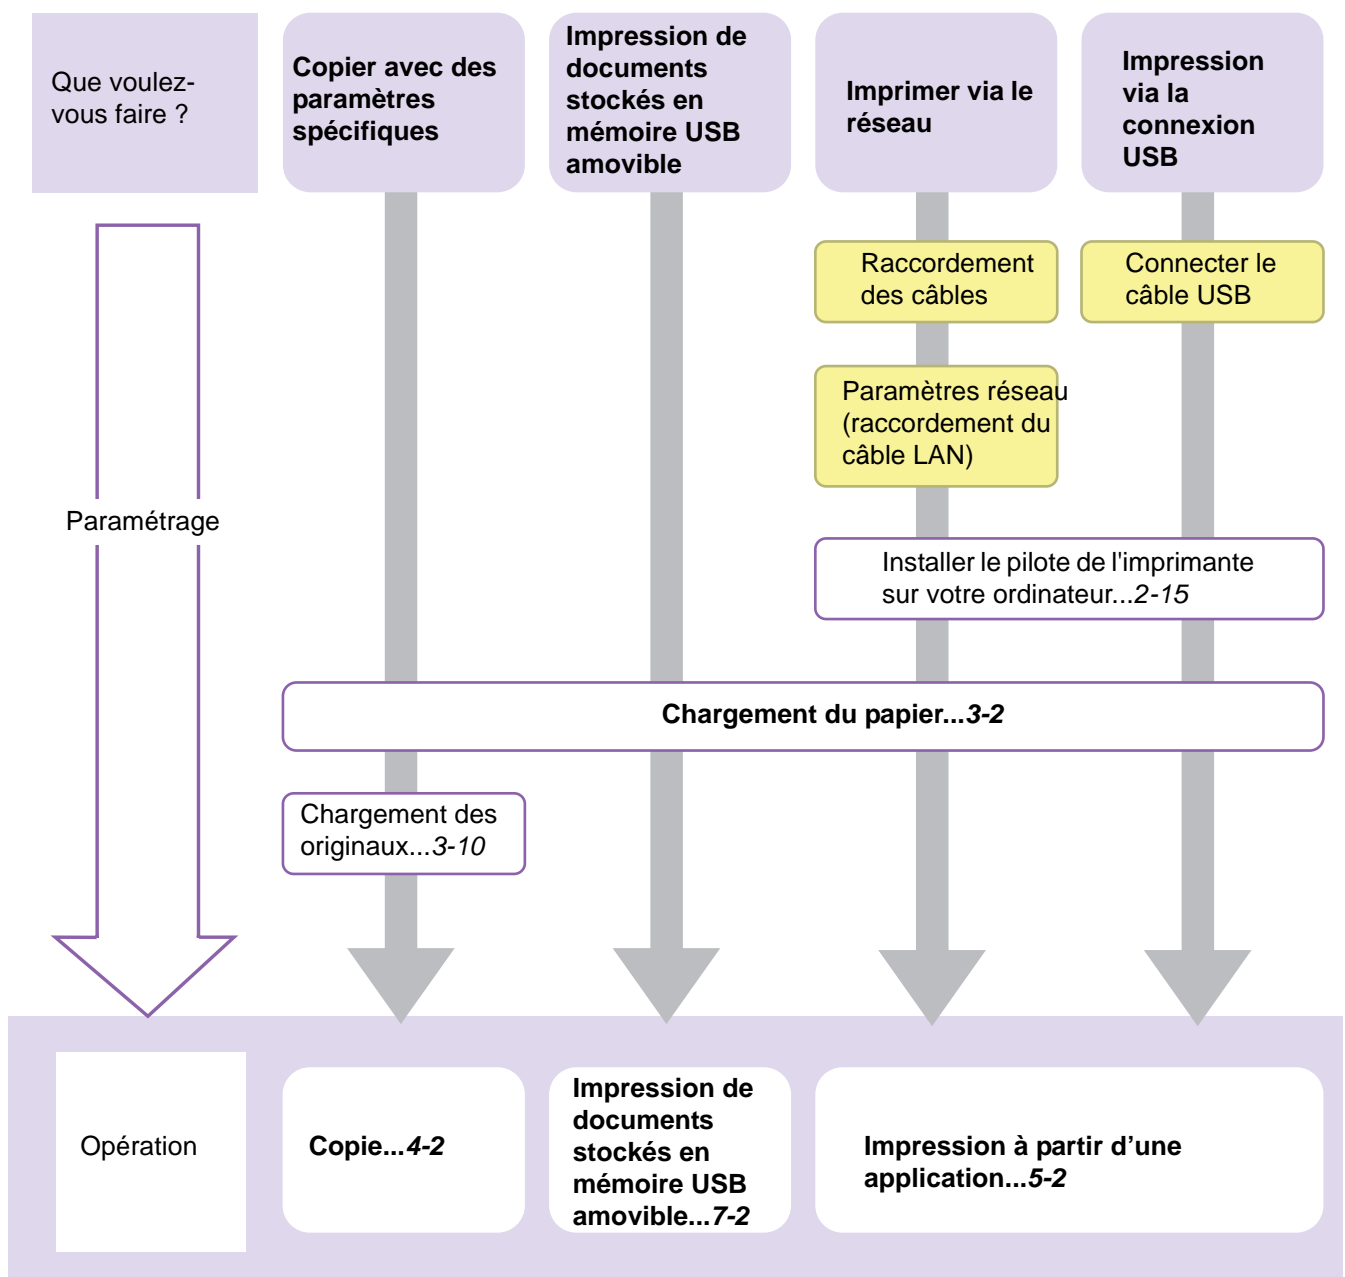 Que voulez-
vous faire ?
Copier avec des
paramètres
spécifiques
Impression de
documents
stockés en
mémoire USB
amovible
Imprimer via le
réseau
Impression
via la
connexion
USB
Raccordement
des câbles
Connecter le
câble USB
Paramètres réseau
(raccordement du
câble LAN)
Paramétrage
Installer le pilote de l'imprimante
sur votre ordinateur...2-15
Chargement du papier...3-2
Chargement des
originaux...3-10
Opération
Copie...4-2
Impression de
documents
stockés en
mémoire USB
amovible...7-2
Impression à partir d’une
application...5-2